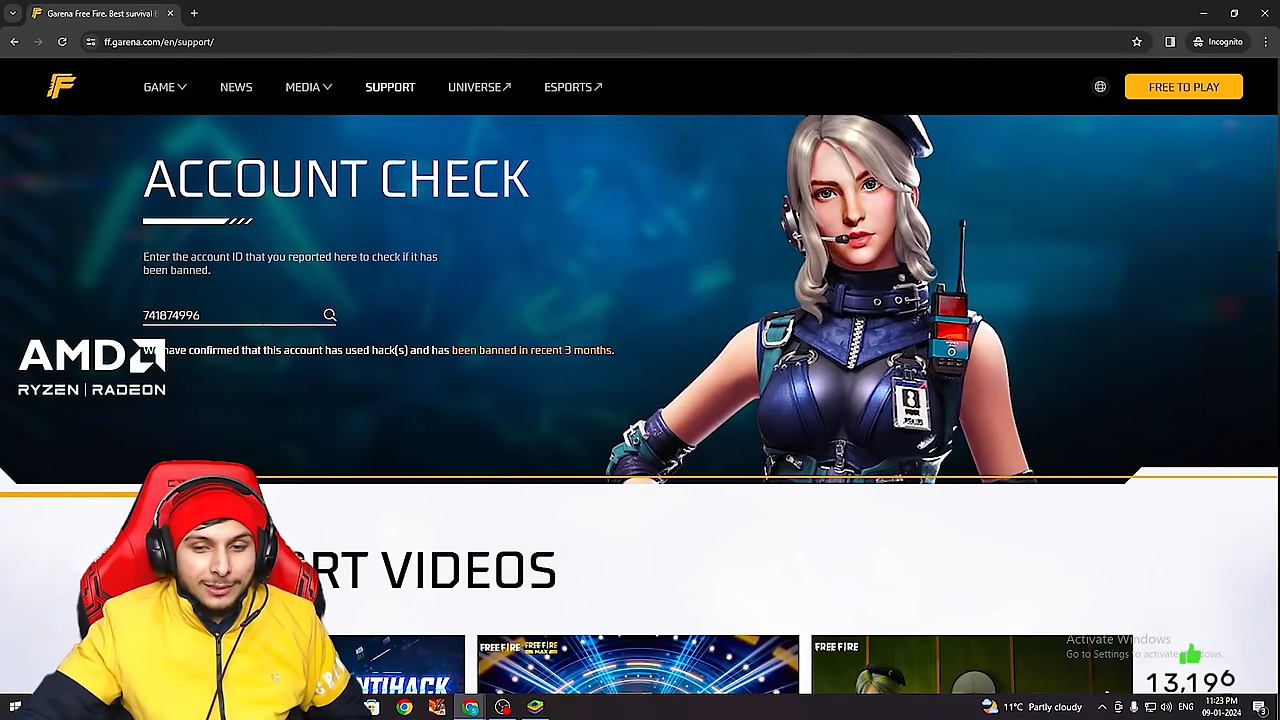 Garena Free Fire. Best survival B
ff.garena.com/en/support/
Incognito
GAME
NEWS
MEDIA
SUPPORT
UNIVERSE
ESPORTS
FREE TO PLAY
ACCOUNT CHECK
Enter the account ID that you reported here to check if it has
been banned.
741874996
have confirmed that this account has used hack(s) and has been banned in recent 3 months.
AMD
RYZEN | RADEON
RT VIDEOS
FREE FIRE
FREE FIRE
MAX
FREE FIRE
NTIHACK
Activate Windows
Go to Settings to activate Windows.
13,196
11°C Partly cloudy
ENG
11:23 PM
09-01-2024